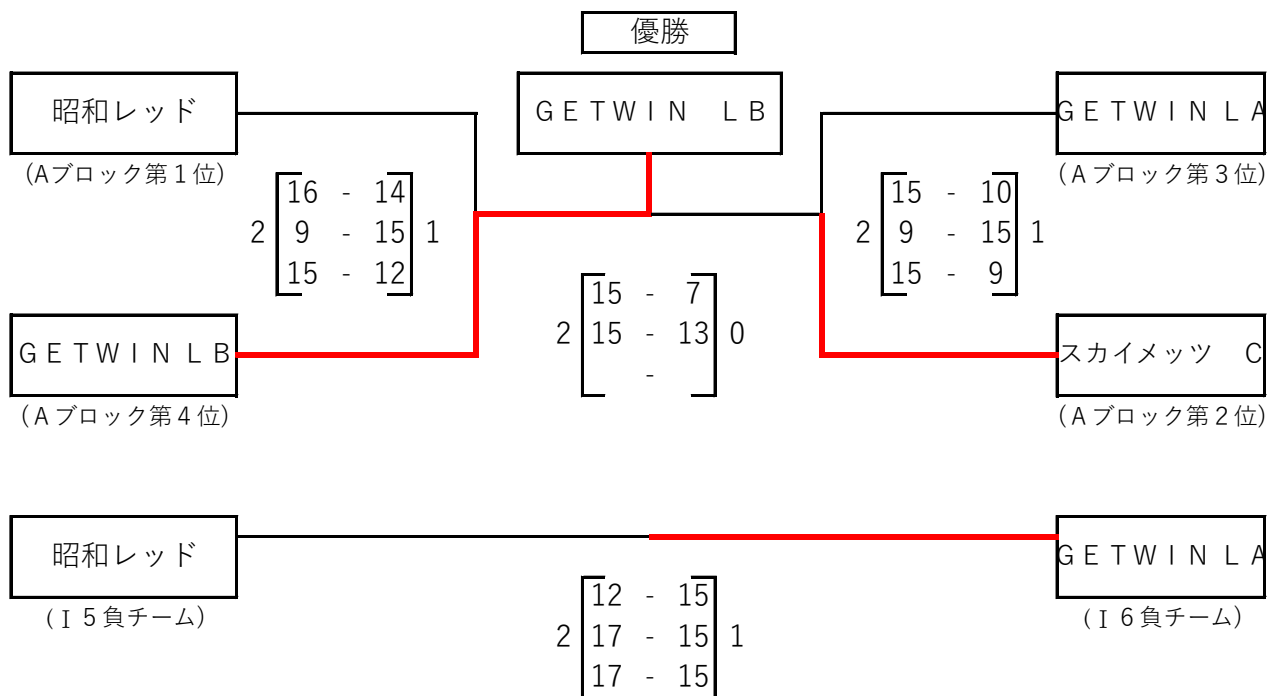 優勝
昭和レッド
GETWIN LB
GETWINLA
(Aブロック第1位)
(Aブロック第3位)
16 - 14
2 9 - 15 1
15 - 12
15 - 10
2 9 - 15 1
15 - 9
15 - 7
2 15 - 13 0
-
GETWINLB
スカイメッツ C
(Aブロック第4位)
(Aブロック第2位)
昭和レッド
GETWINLA
(I5負チーム)
(I6負チーム)
12 - 15
2 17 - 15 1
17 - 15